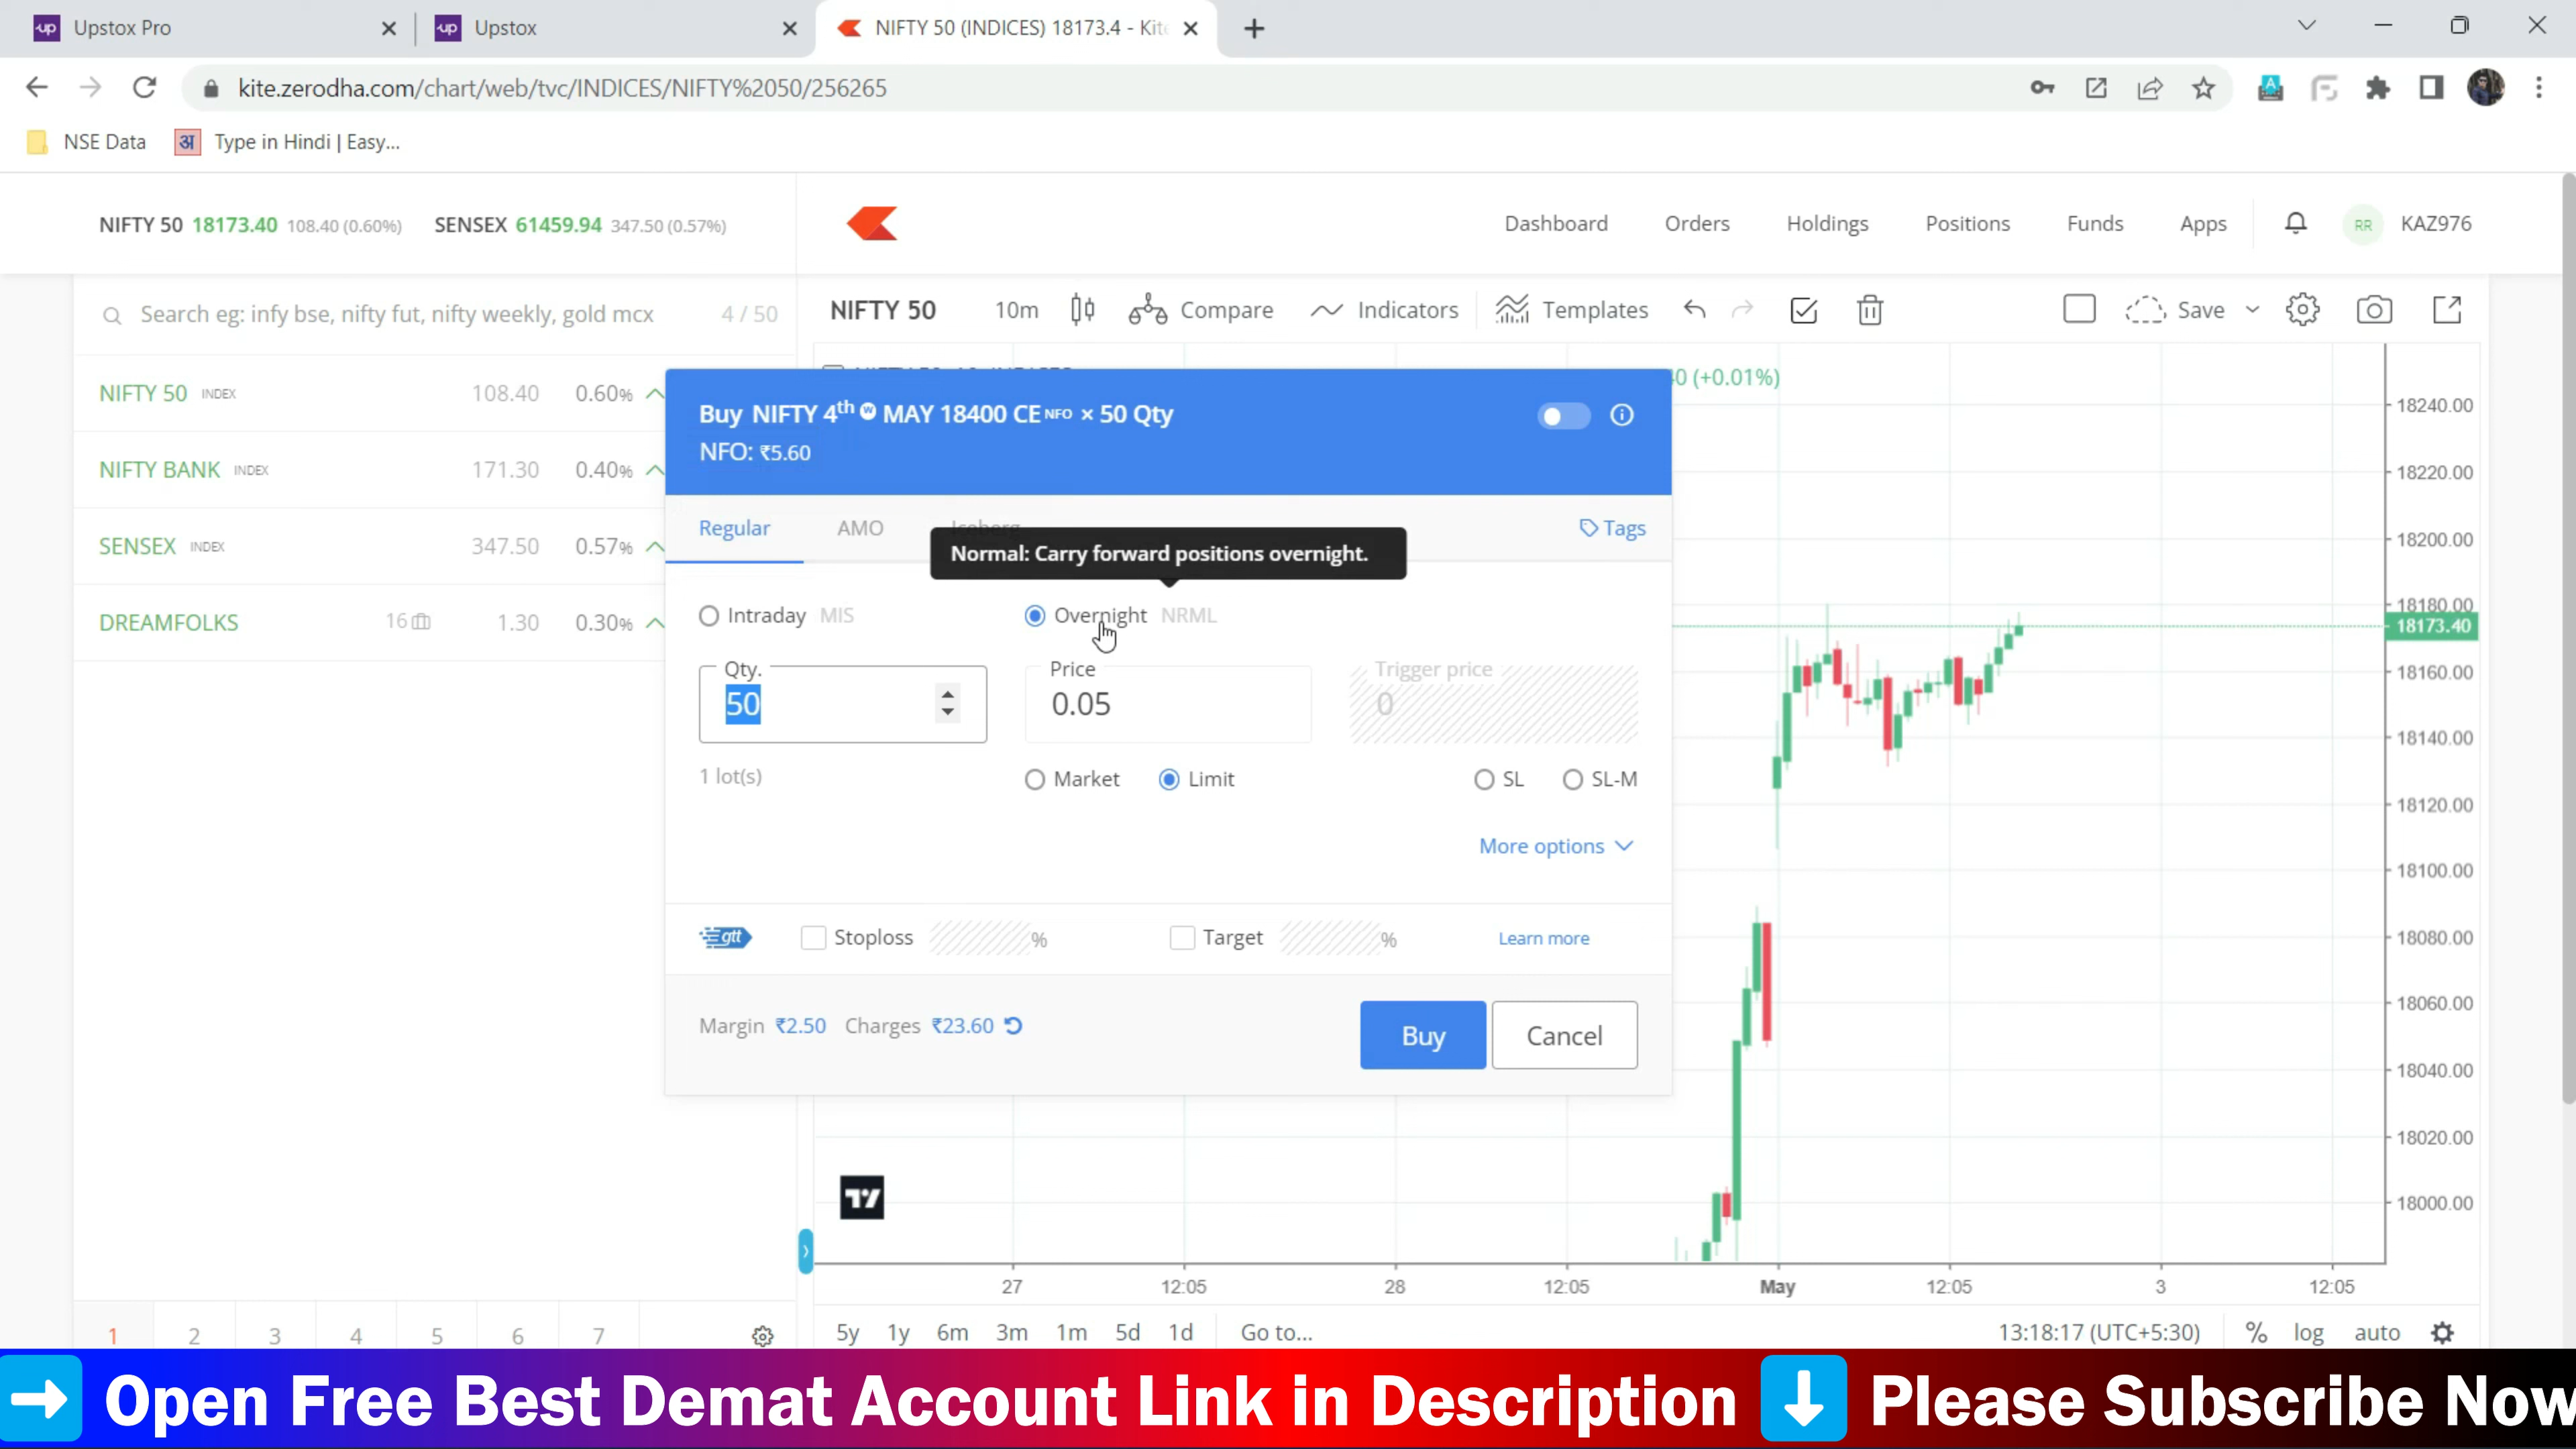 Upstox Pro
Upstox
NIFTY 50 (INDICES) 18173.4 - Kite
kite.zerodha.com/chart/web/tvc/INDICES/NIFTY%2050/256265
NSE Data
अ Type in Hindi | Easy...
NIFTY 50 18173.40 108.40 (0.60%) SENSEX 61459.94 347.50 (0.57%)
Dashboard Orders Holdings Positions Funds Apps RR KAZ976
Search eg: infy bse, nifty fut, nifty weekly, gold mcx 4 / 50
NIFTY 50 10m Compare Indicators Templates Save
NIFTY 50 INDEX 108.40 0.60%
NIFTY BANK INDEX 171.30 0.40%
SENSEX INDEX 347.50 0.57%
DREAMFOLKS 16 1.30 0.30%
0 (+0.01%)
Buy NIFTY 4th W MAY 18400 CE NFO × 50 Qty
NFO: ₹5.60
Regular AMO Iceberg Tags
Normal: Carry forward positions overnight.
Intraday MIS Overnight NRML
Qty. Price Trigger price
50 0.05 0
1 lot(s) Market Limit SL SL-M
More options
gtt Stoploss % Target % Learn more
Margin ₹2.50 Charges ₹23.60 Buy Cancel
18240.00
18220.00
18200.00
18180.00
18173.40
18160.00
18140.00
18120.00
18100.00
18080.00
18060.00
18040.00
18020.00
18000.00
27 12:05 28 12:05 May 12:05 3 12:05
1 2 3 4 5 6 7
5y 1y 6m 3m 1m 5d 1d Go to... 13:18:17 (UTC+5:30) % log auto
Open Free Best Demat Account Link in Description Please Subscribe Now